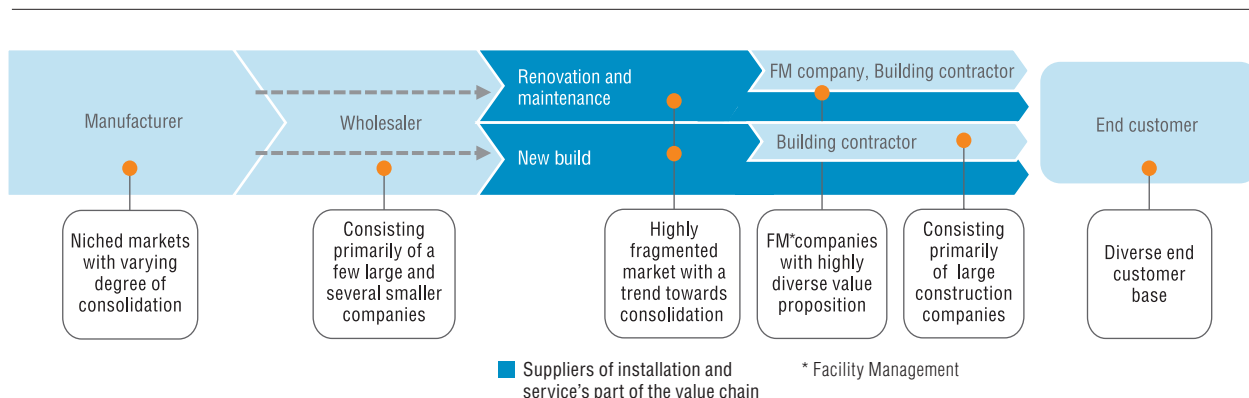 Manufacturer
Wholesaler
Renovation and
maintenance
New build
FM company, Building contractor
Building contractor
End customer
Niched markets
with varying
degree of
consolidation
Consisting
primarily of a
few large and
several smaller
companies
Highly
fragmented
market with a
trend towards
consolidation
FM*companies
with highly
diverse value
proposition
Consisting
primarily
of large
construction
companies
Diverse end
customer
base
Suppliers of installation and
service’s part of the value chain
* Facility Management